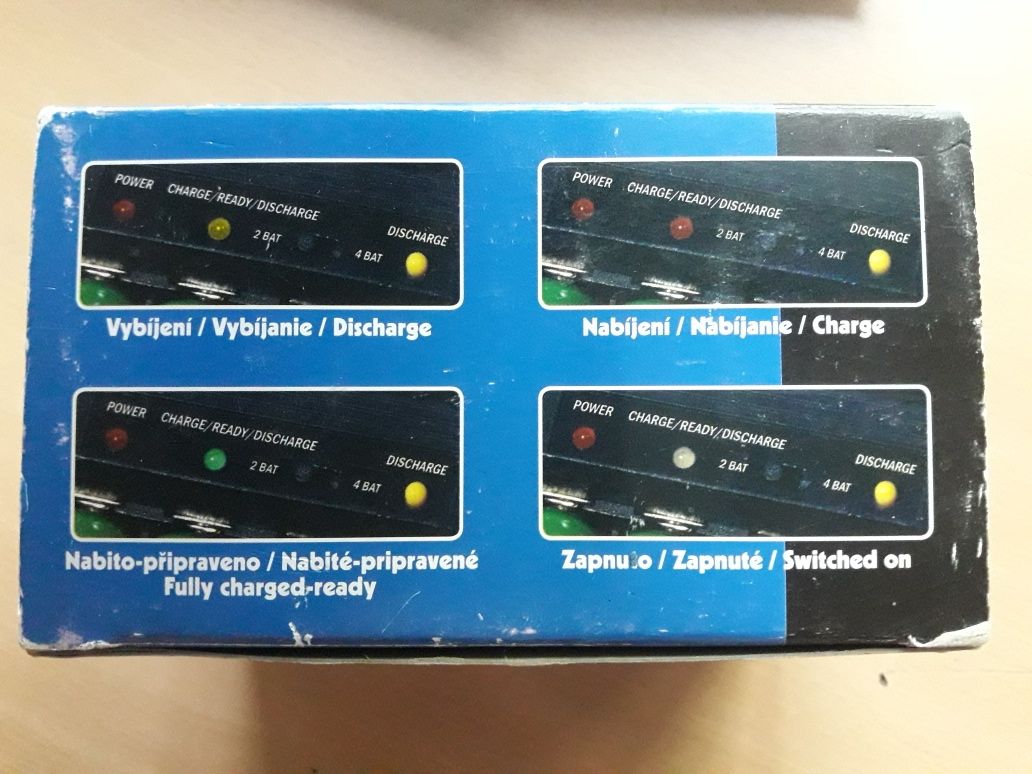 POWER CHARGE/READY/DISCHARGE
2 BAT
4 BAT
DISCHARGE
Vybíjení / Vybíjanie / Discharge
POWER CHARGE/READY/DISCHARGE
2 BAT
4 BAT
DISCHARGE
Nabíjení / Nabíjanie / Charge
POWER CHARGE/READY/DISCHARGE
2 BAT
4 BAT
DISCHARGE
Nabito-připraveno / Nabité-pripravené
Fully charged-ready
POWER CHARGE/READY/DISCHARGE
2 BAT
4 BAT
DISCHARGE
Zapnuto / Zapnuté / Switched on